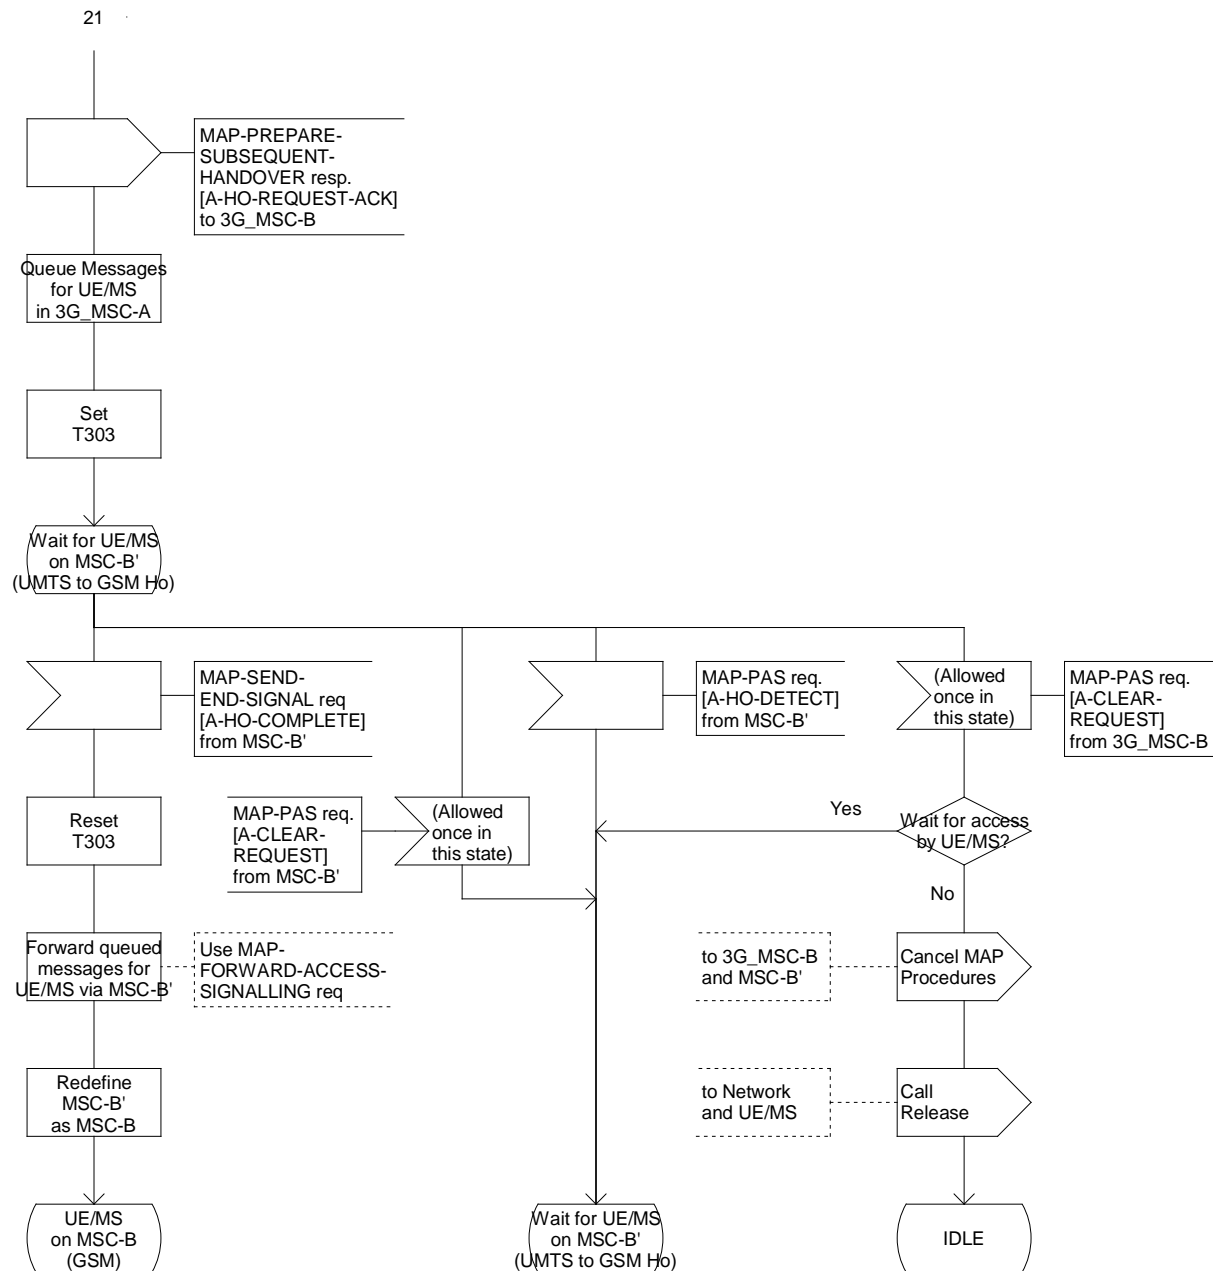 21
MAP-PREPARE-
SUBSEQUENT-
HANDOVER resp.
[A-HO-REQUEST-ACK]
to 3G_MSC-B
Queue Messages
for UE/MS
in 3G_MSC-A
Set
T303
Wait for UE/MS
on MSC-B'
(UMTS to GSM Ho)
MAP-SEND-
END-SIGNAL req
[A-HO-COMPLETE]
from MSC-B'
MAP-PAS req.
[A-HO-DETECT]
from MSC-B'
(Allowed
once in
this state)
MAP-PAS req.
[A-CLEAR-
REQUEST]
from 3G_MSC-B
Reset
T303
MAP-PAS req.
[A-CLEAR-
REQUEST]
from MSC-B'
(Allowed
once in
this state)
Yes
Wait for access
by UE/MS?
No
Forward queued
messages for
UE/MS via MSC-B'
Use MAP-
FORWARD-ACCESS-
SIGNALLING req
to 3G_MSC-B
and MSC-B'
Cancel MAP
Procedures
Redefine
MSC-B'
as MSC-B
to Network
and UE/MS
Call
Release
UE/MS
on MSC-B
(GSM)
Wait for UE/MS
on MSC-B'
(UMTS to GSM Ho)
IDLE